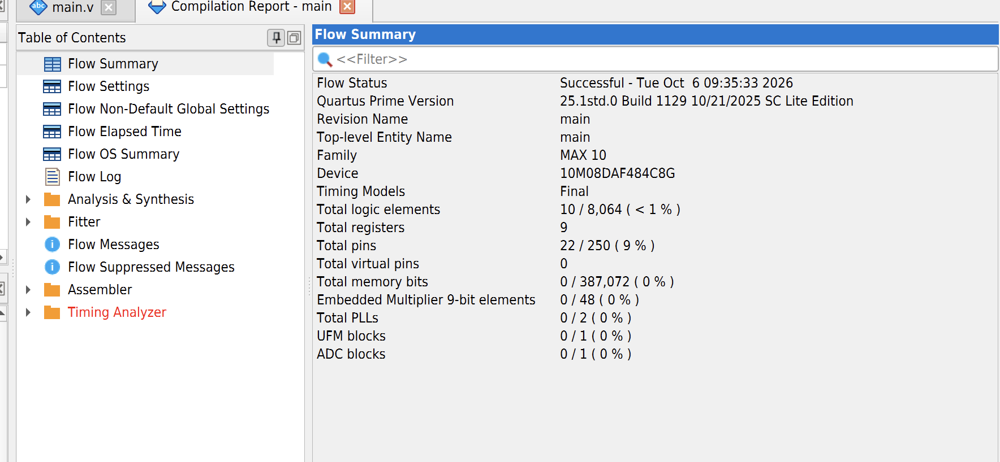 main.v
Compilation Report - main
Table of Contents
Flow Summary
Flow Settings
Flow Non-Default Global Settings
Flow Elapsed Time
Flow OS Summary
Flow Log
Analysis & Synthesis
Fitter
Flow Messages
Flow Suppressed Messages
Assembler
Timing Analyzer
Flow Summary
<<Filter>>
Flow Status Successful - Tue Oct  6 09:35:33 2026
Quartus Prime Version 25.1std.0 Build 1129 10/21/2025 SC Lite Edition
Revision Name main
Top-level Entity Name main
Family MAX 10
Device 10M08DAF484C8G
Timing Models Final
Total logic elements 10 / 8,064 ( < 1 % )
Total registers 9
Total pins 22 / 250 ( 9 % )
Total virtual pins 0
Total memory bits 0 / 387,072 ( 0 % )
Embedded Multiplier 9-bit elements 0 / 48 ( 0 % )
Total PLLs 0 / 2 ( 0 % )
UFM blocks 0 / 1 ( 0 % )
ADC blocks 0 / 1 ( 0 % )